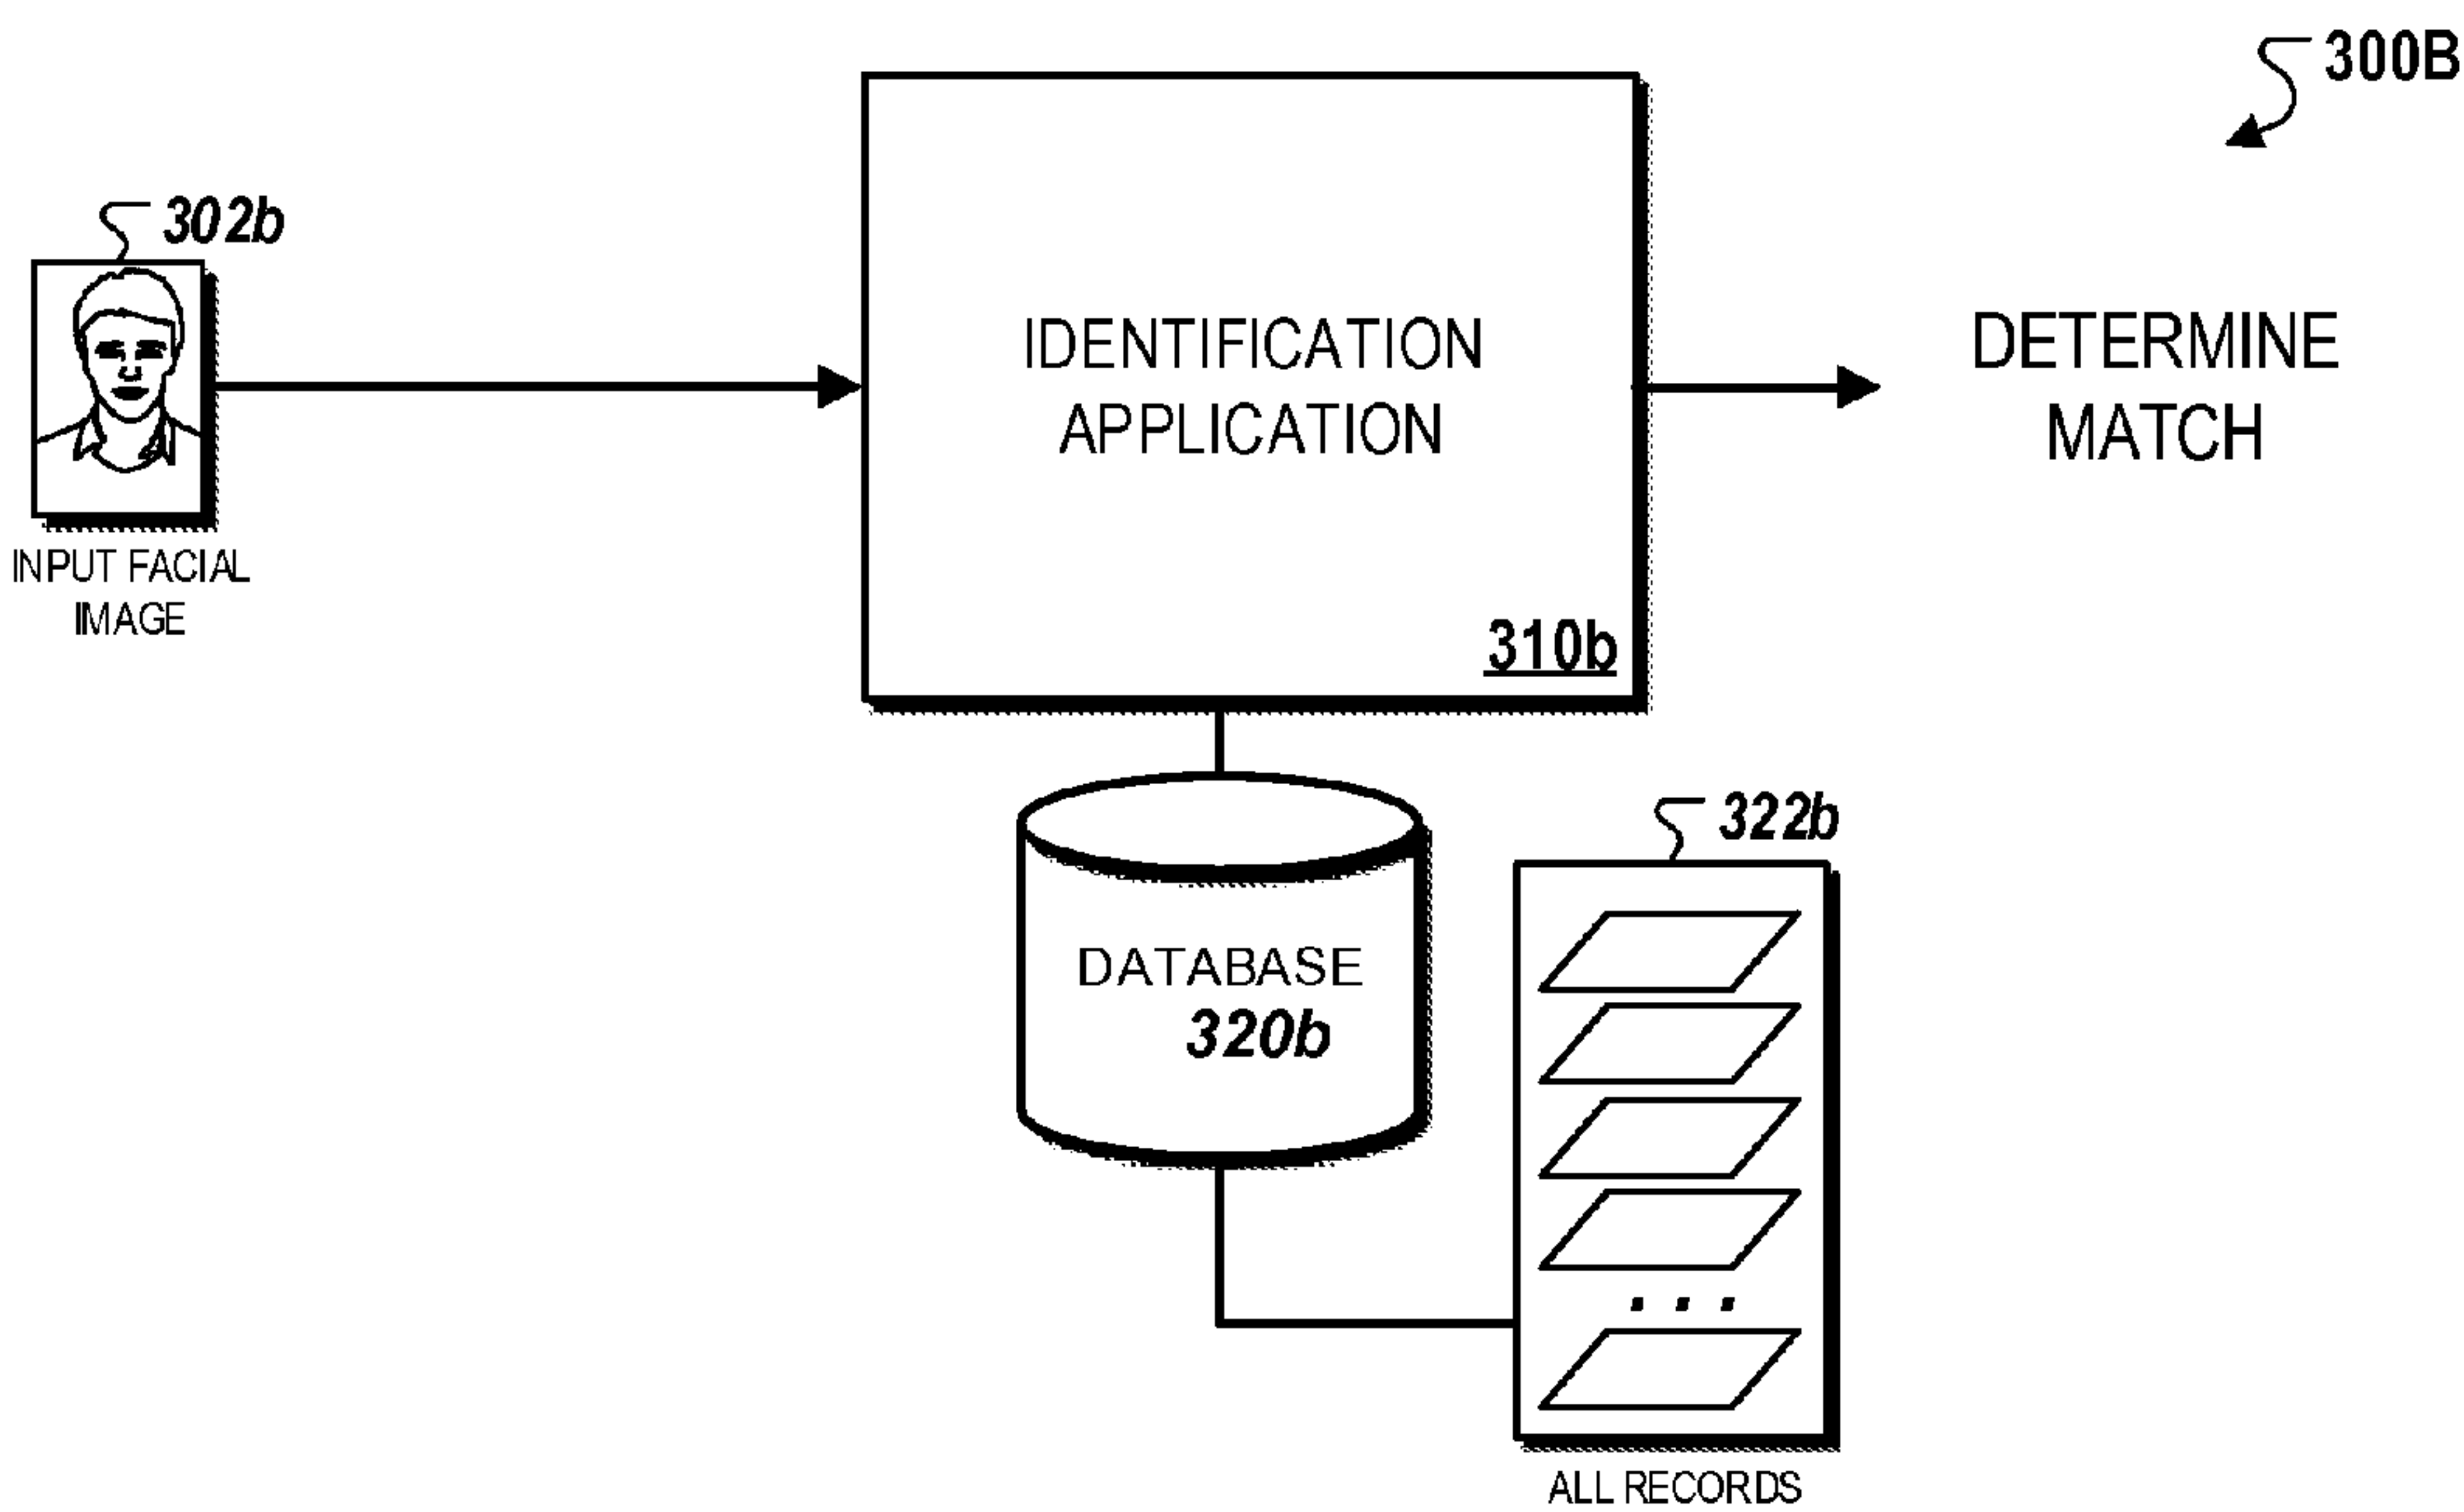 300B
302b
INPUT FACIAL
IMAGE
IDENTIFICATION
APPLICATION
310b
DETERMINE
MATCH
DATABASE
320b
322b
ALL RECORDS